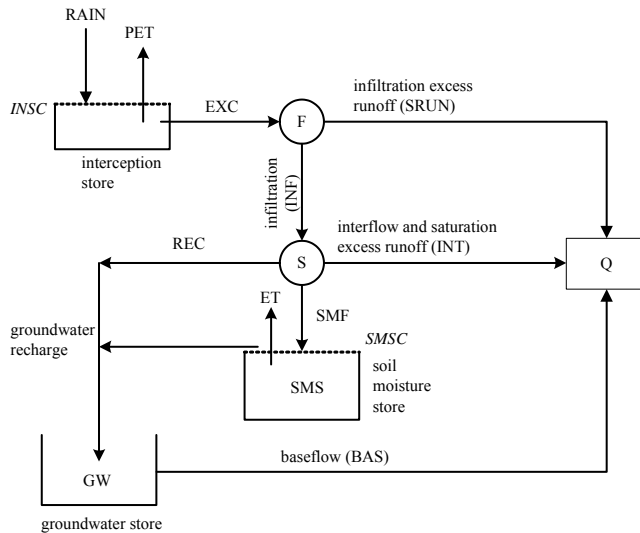 RAIN
PET
INSC
EXC
F
infiltration excess
runoff (SRUN)
interception
store
infiltration
(INF)
REC
S
interflow and saturation
excess runoff (INT)
Q
ET
SMF
groundwater
recharge
SMSC
SMS
soil
moisture
store
GW
baseflow (BAS)
groundwater store